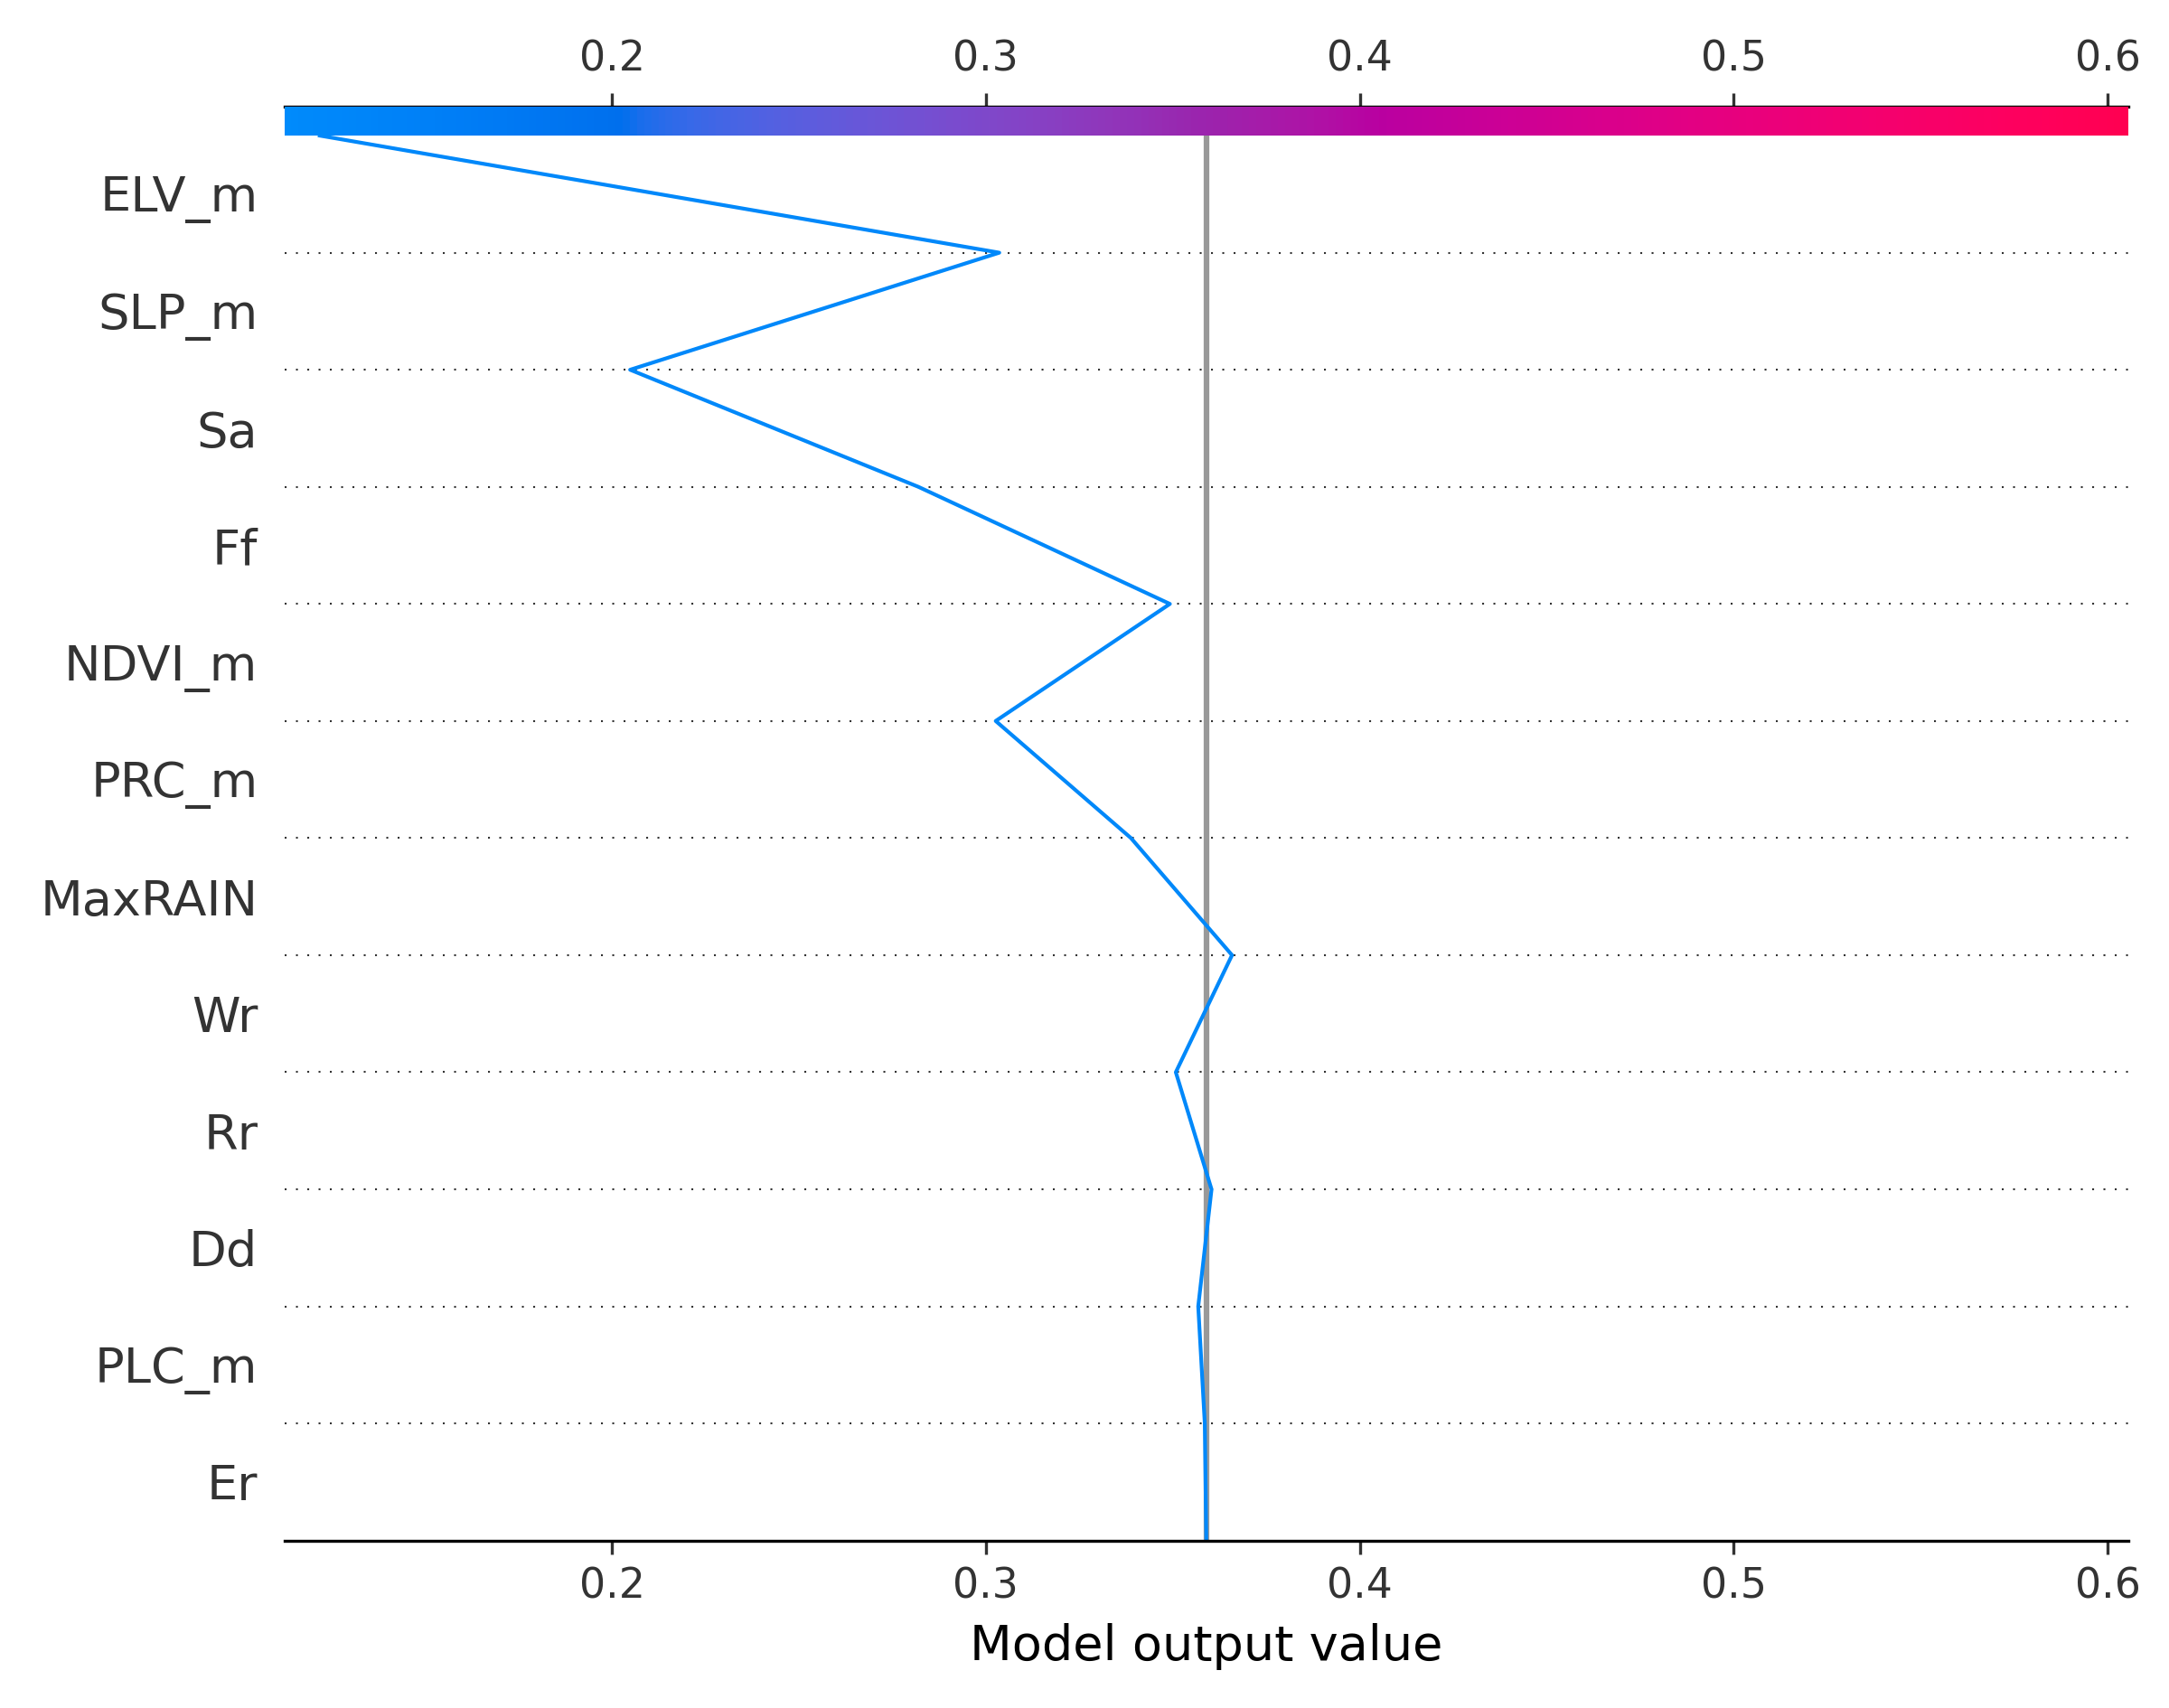 0.2 0.3 0.4 0.5 0.6
ELV_m
SLP_m
Sa
Ff
NDVI_m
PRC_m
MaxRAIN
Wr
Rr
Dd
PLC_m
Er
0.2 0.3 0.4 0.5 0.6
Model output value